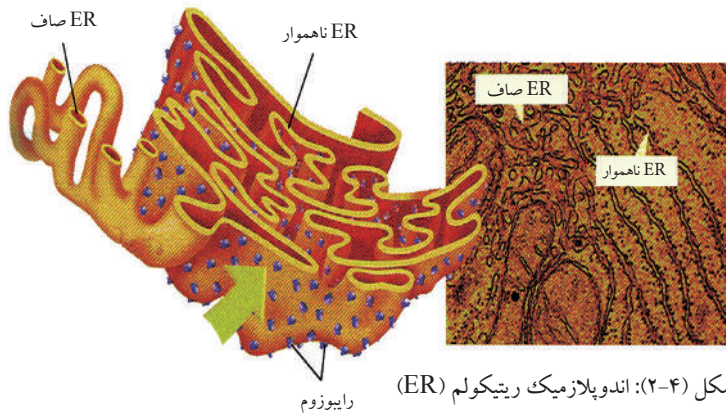 ER صاف
ER ناهموار
ER صاف
ER ناهموار
رایبوزوم
شکل (۴-۲): اندوپلازمیک ریتیکولم (ER)